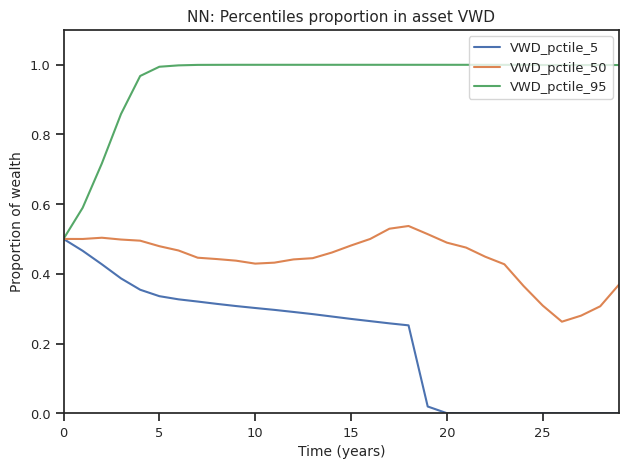 NN: Percentiles proportion in asset VWD
VWD_pctile_5
VWD_pctile_50
VWD_pctile_95
1.0
0.8
0.6
0.4
0.2
0.0
Proportion of wealth
0 5 10 15 20 25
Time (years)